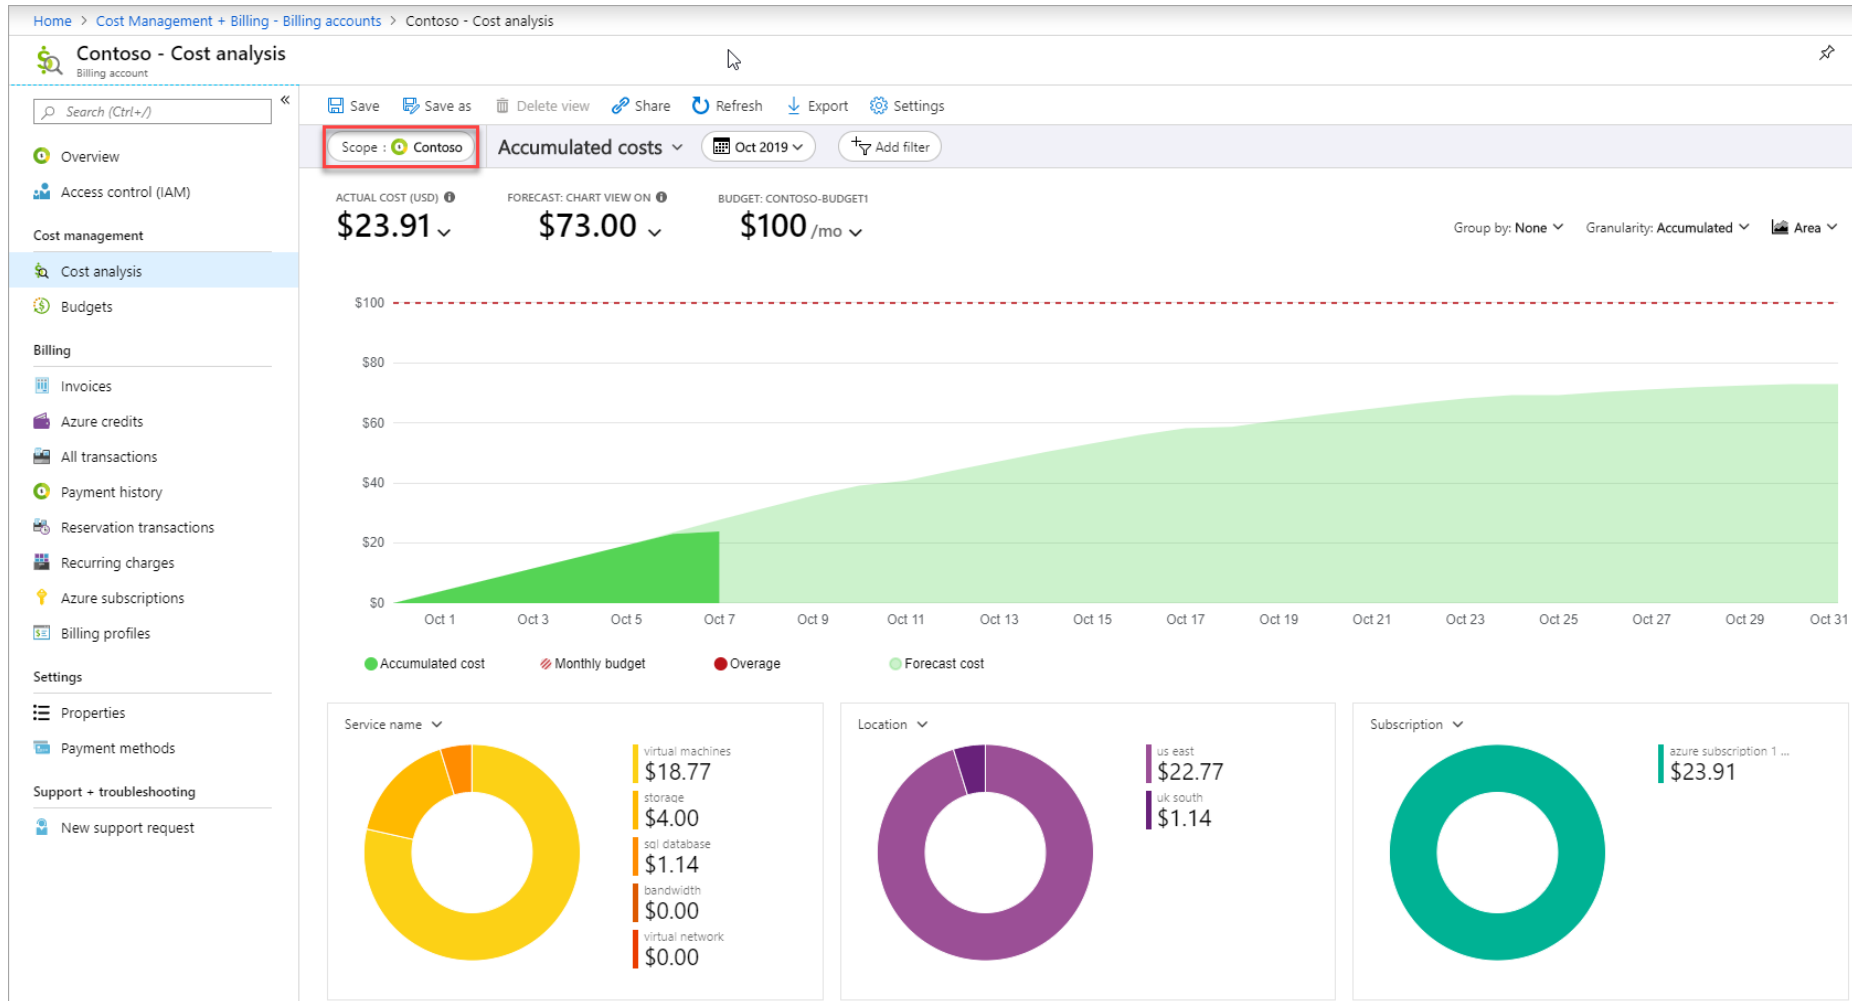 Home > Cost Management + Billing - Billing accounts > Contoso - Cost analysis
Contoso - Cost analysis
Billing account
Search (Ctrl+/)
«
Overview
Access control (IAM)
Cost management
Cost analysis
Budgets
Billing
Invoices
Azure credits
All transactions
Payment history
Reservation transactions
Recurring charges
Azure subscriptions
Billing profiles
Settings
Properties
Payment methods
Support + troubleshooting
New support request
Save Save as Delete view Share Refresh Export Settings
Scope : Contoso Accumulated costs Oct 2019 Add filter
ACTUAL COST (USD) FORECAST: CHART VIEW ON BUDGET: CONTOSO-BUDGET1
$23.91 $73.00 $100 /mo
Group by: None Granularity: Accumulated Area
$100
$80
$60
$40
$20
$0
Oct 1 Oct 3 Oct 5 Oct 7 Oct 9 Oct 11 Oct 13 Oct 15 Oct 17 Oct 19 Oct 21 Oct 23 Oct 25 Oct 27 Oct 29 Oct 31
Accumulated cost Monthly budget Overage Forecast cost
Service name
virtual machines
$18.77
storage
$4.00
sql database
$1.14
bandwidth
$0.00
virtual network
$0.00
Location
us east
$22.77
uk south
$1.14
Subscription
azure subscription 1 ...
$23.91